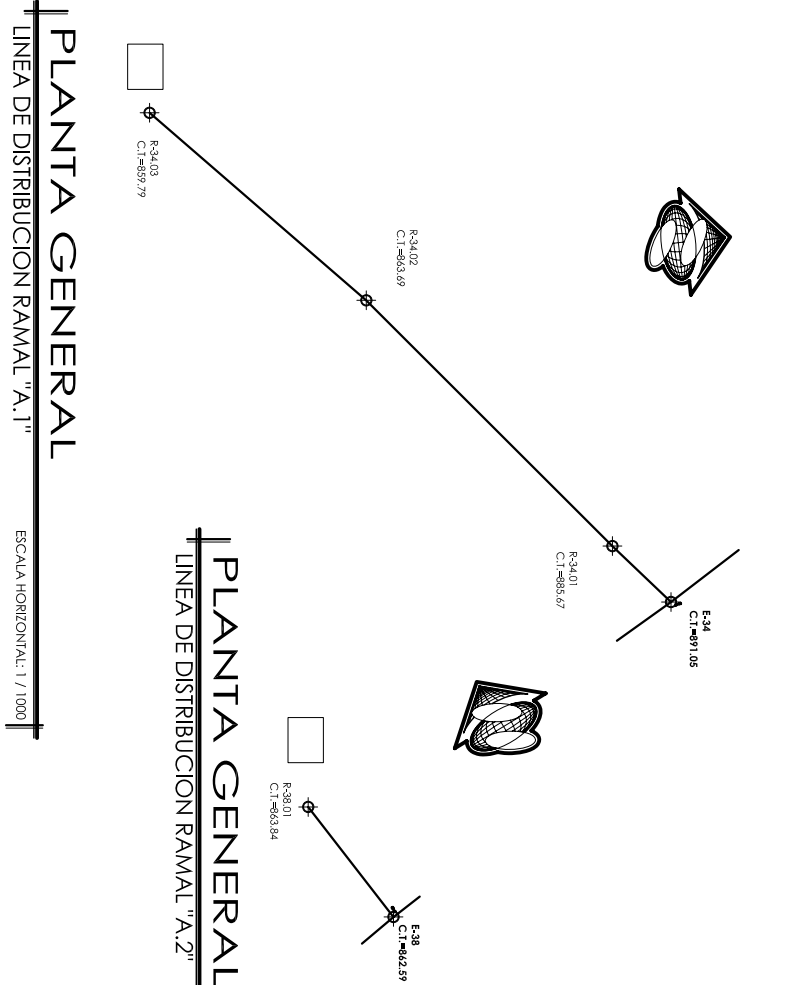 PLANTA GENERAL
LINEA DE DISTRIBUCION RAMAL "A.1"
ESCALA HORIZONTAL: 1 / 1000
R-34.03
C.T.=859.79
R-34.02
C.T.=863.69
R-34.01
C.T.=885.67
E-34
C.T.=891.05
PLANTA GENERAL
LINEA DE DISTRIBUCION RAMAL "A.2"
R-38.01
C.T.=863.84
E-38
C.T.=862.59